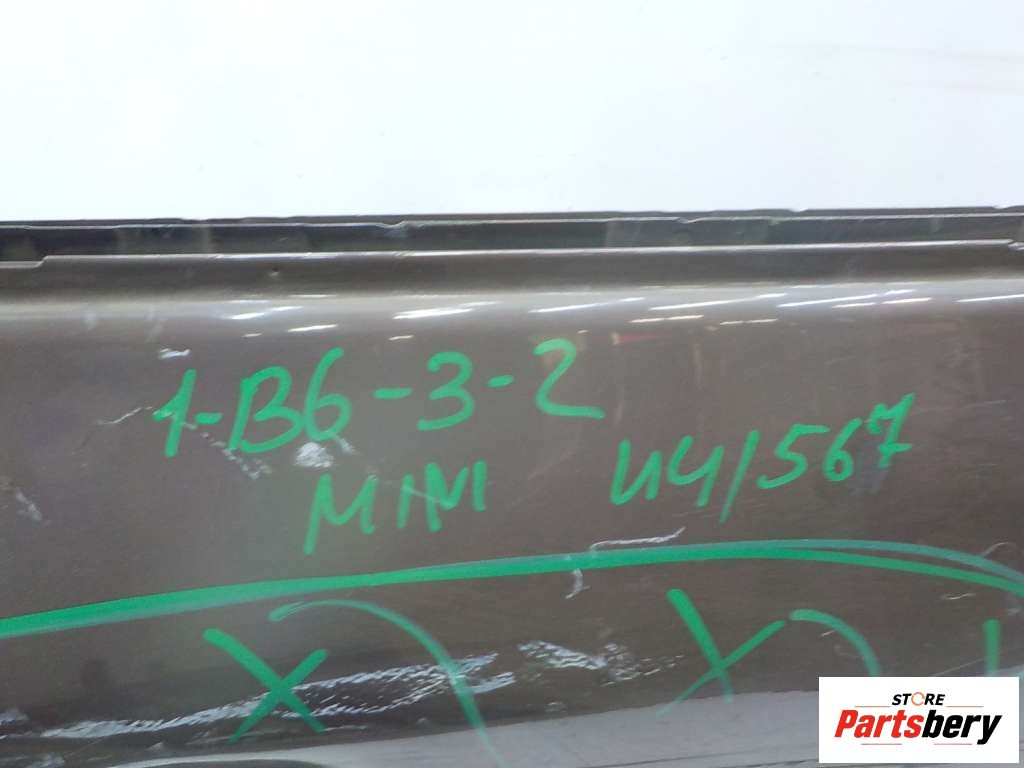 1-B6-3-2
MINI U4/567
STORE
Partsbery